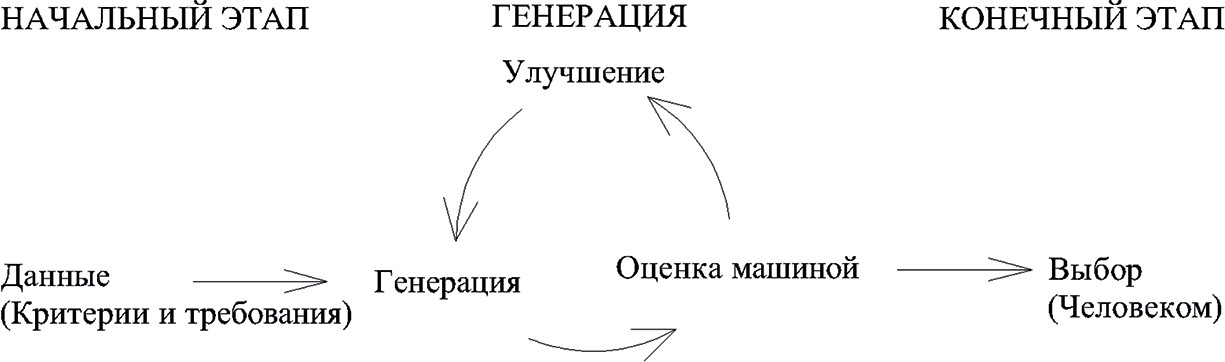 НАЧАЛЬНЫЙ ЭТАП
ГЕНЕРАЦИЯ
КОНЕЧНЫЙ ЭТАП
Улучшение
Данные
(Критерии и требования)
Генерация
Оценка машиной
Выбор
(Человеком)